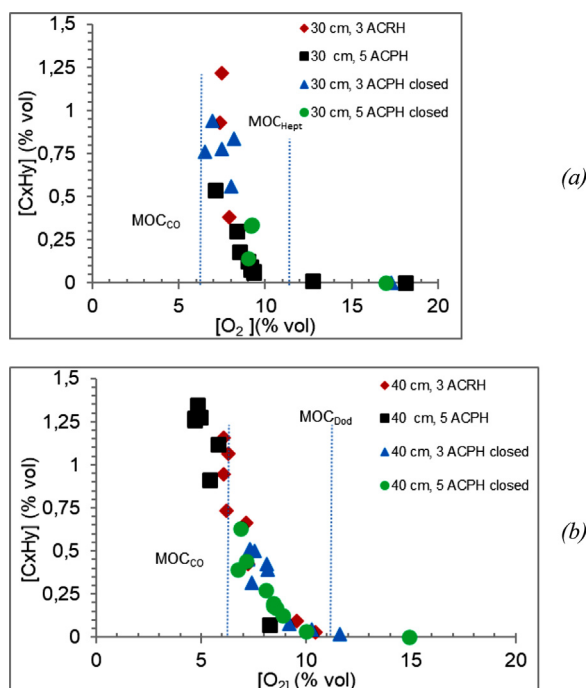 1,5
1,25
1
0,75
0,5
0,25
0
[CxHy] (% vol)
30 cm, 3 ACRH
30 cm, 5 ACPH
30 cm, 3 ACPH closed
30 cm, 5 ACPH closed
MOCHept
MOCCO
0 5 10 15 20
[O2](% vol)
(a)
1,5
1,25
1
0,75
0,5
0,25
0
[CxHy] (% vol)
40 cm, 3 ACRH
40 cm, 5 ACPH
40 cm, 3 ACPH closed
40 cm, 5 ACPH closed
MOCDod
MOCCO
0 5 10 15 20
[O2](% vol)
(b)